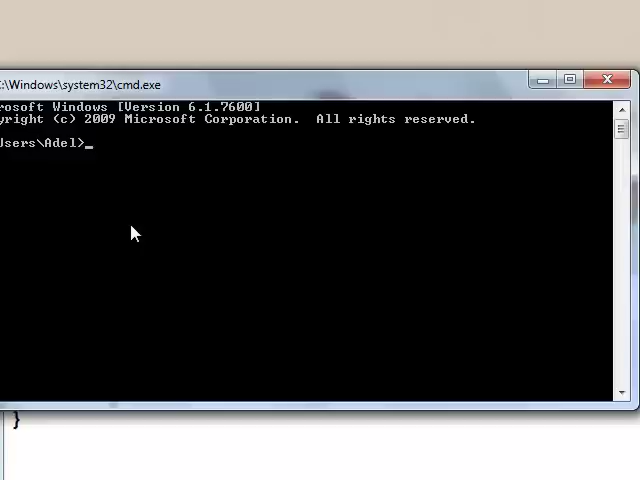 :\Windows\system32\cmd.exe
rosoft Windows [Version 6.1.7600]
yright (c) 2009 Microsoft Corporation.  All rights reserved.
Users\Adel>_
}